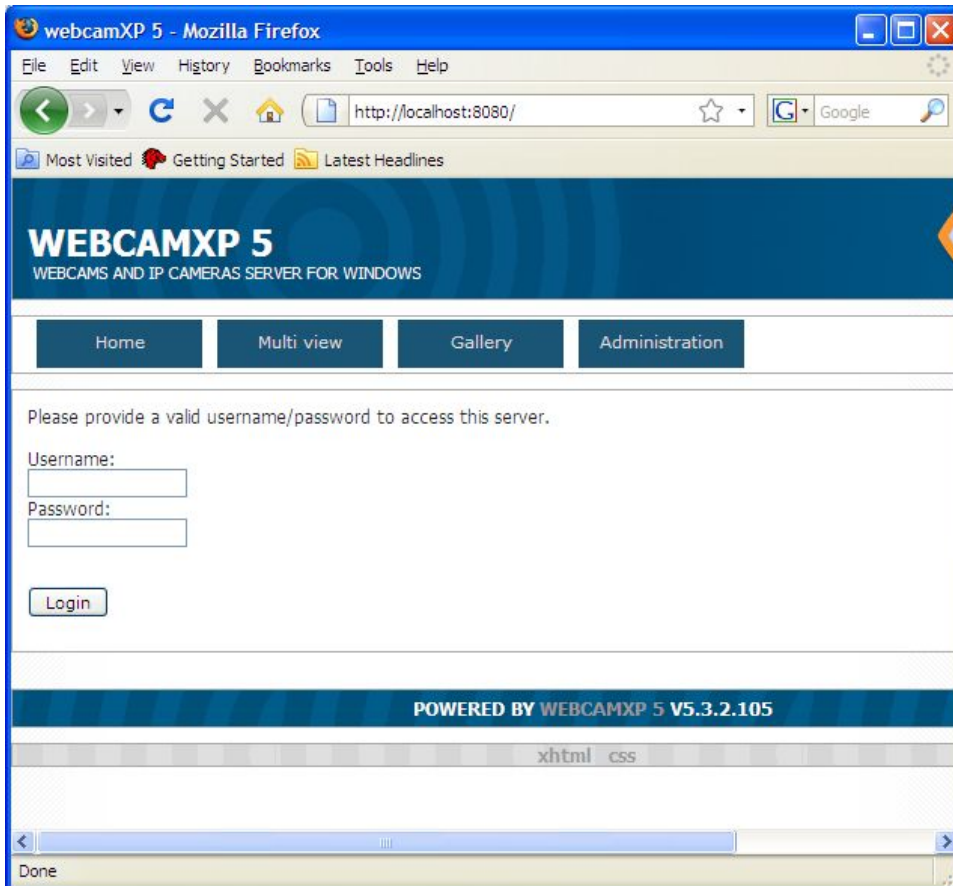 webcamXP 5 - Mozilla Firefox
File Edit View History Bookmarks Tools Help
http://localhost:8080/ G Google
Most Visited Getting Started Latest Headlines
WEBCAMXP 5
WEBCAMS AND IP CAMERAS SERVER FOR WINDOWS
Home Multi view Gallery Administration
Please provide a valid username/password to access this server.
Username:
Password:
Login
POWERED BY WEBCAMXP 5 V5.3.2.105
xhtml css
Done